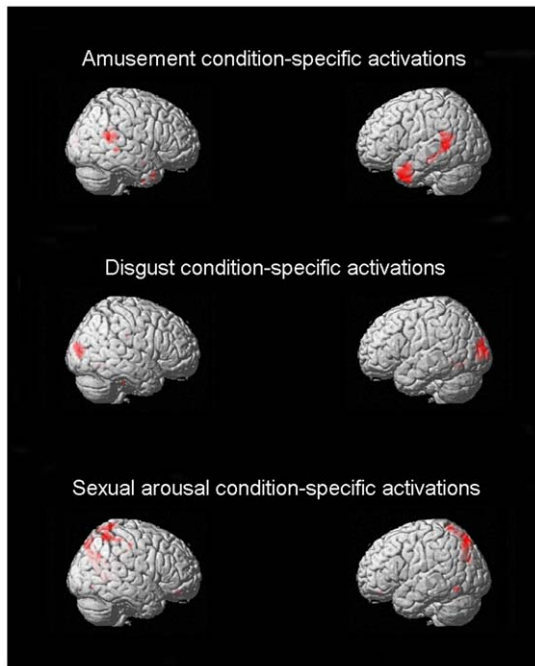 Amusement condition-specific activations
Disgust condition-specific activations
Sexual arousal condition-specific activations